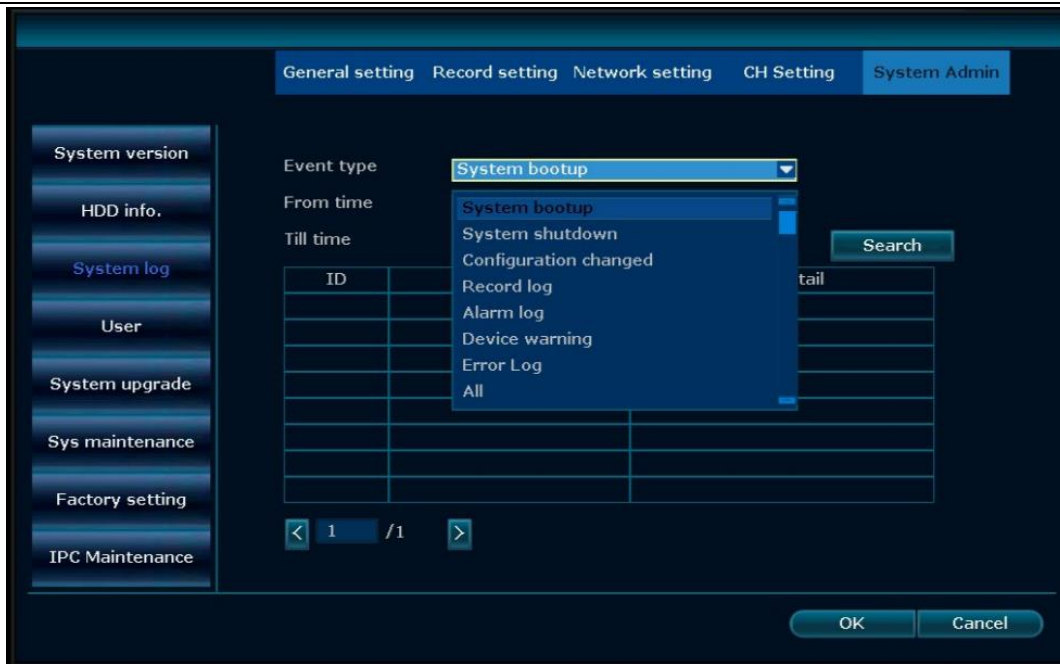 General setting Record setting Network setting CH Setting System Admin
System version
HDD info.
System log
User
System upgrade
Sys maintenance
Factory setting
IPC Maintenance
Event type System bootup
From time
Till time
System bootup
System shutdown
Configuration changed
Record log
Alarm log
Device warning
Error Log
All
Search
ID tail
1 /1
OK Cancel